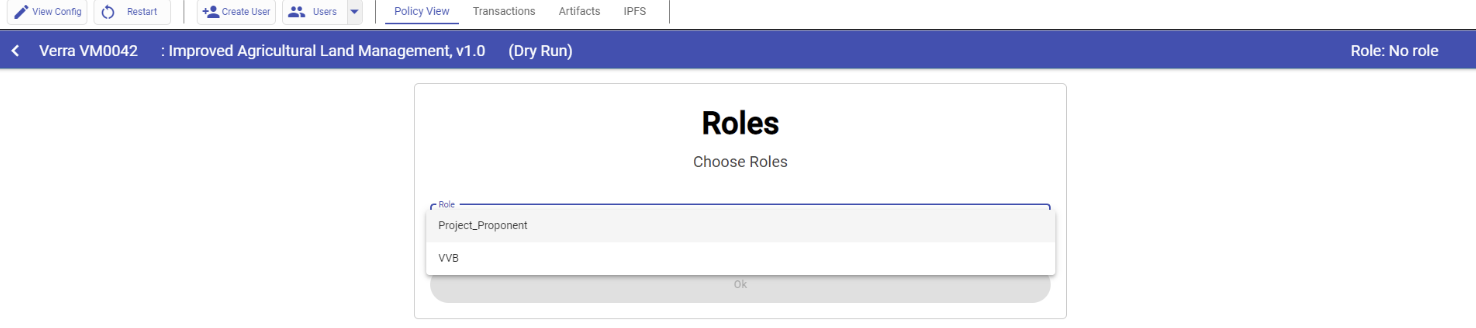 View Config Restart Create User Users Policy View Transactions Artifacts IPFS
Verra VM0042 : Improved Agricultural Land Management, v1.0 (Dry Run) Role: No role
Roles
Choose Roles
Role
Project_Proponent
VVB
Ok